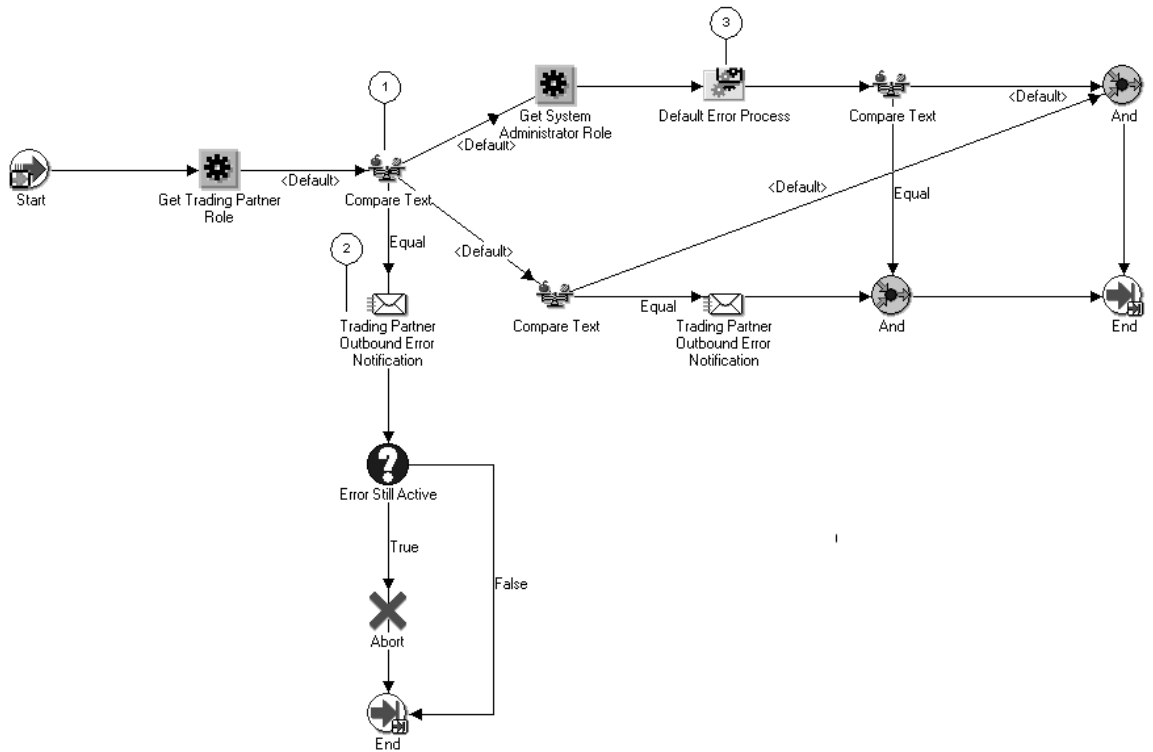 3
1
Get System
Administrator Role
Default Error Process
Compare Text
<Default>
And
<Default>
Start
Get Trading Partner
Role
<Default>
Compare Text
<Default>
Equal
2
Equal
<Default>
Trading Partner
Outbound Error
Notification
Compare Text
Equal
Trading Partner
Outbound Error
Notification
And
End
Error Still Active
True
False
Abort
End